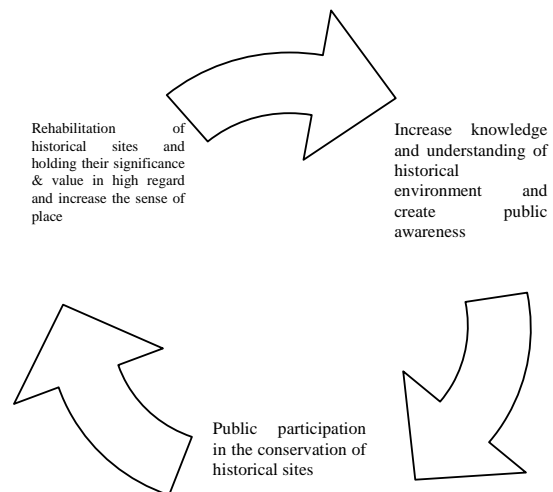 Rehabilitation of
historical sites and
holding their significance
& value in high regard
and increase the sense of
place
Increase knowledge
and understanding of
historical
environment and
create public
awareness
Public participation
in the conservation of
historical sites